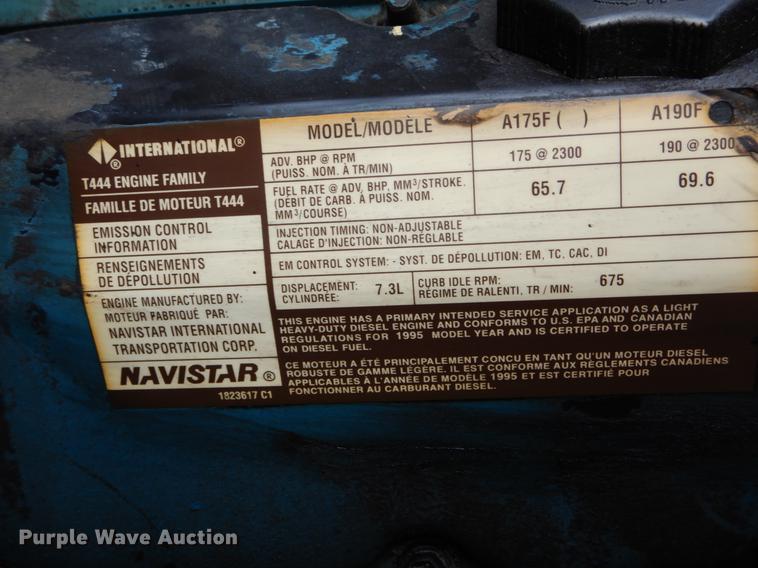 INTERNATIONAL®
®
T444 ENGINE FAMILY
FAMILLE DE MOTEUR T444
EMISSION CONTROL
INFORMATION
RENSEIGNEMENTS
DE DÉPOLLUTION
ENGINE MANUFACTURED BY:
MOTEUR FABRIQUÉ PAR:
NAVISTAR INTERNATIONAL
TRANSPORTATION CORP.
NAVISTAR®
1823617 C1
MODEL/MODÈLE A175F ( ) A190F
ADV. BHP @ RPM
(PUISS. NOM. À TR/MIN) 175 @ 2300 190 @ 2300
FUEL RATE @ ADV, BHP, MM³/STROKE.
(DÉBIT DE CARB. À PUISS. NOM.
MM³/COURSE) 65.7 69.6
INJECTION TIMING: NON-ADJUSTABLE
CALAGE D'INJECTION: NON-RÉGLABLE
EM CONTROL SYSTEM: - SYST. DE DÉPOLLUTION: EM, TC, CAC, DI
DISPLACEMENT:
CYLINDRÉE: 7.3L
CURB IDLE RPM:
RÉGIME DE RALENTI, TR / MIN: 675
THIS ENGINE HAS A PRIMARY INTENDED SERVICE APPLICATION AS A LIGHT
HEAVY-DUTY DIESEL ENGINE AND CONFORMS TO U.S. EPA AND CANADIAN
REGULATIONS FOR 1995 MODEL YEAR AND IS CERTIFIED TO OPERATE
ON DIESEL FUEL.
CE MOTEUR A ÉTÉ PRINCIPALEMENT CONCU EN TANT QU'UN MOTEUR DIESEL
ROBUSTE DE GAMME LÉGÈRE. IL EST CONFORME AUX RÉGLEMENTS CANADIENS
APPLICABLES À L'ANNÉE DE MODÈLE 1995 ET EST CERTIFIÉ POUR
FONCTIONNER AU CARBURANT DIESEL.
Purple Wave Auction